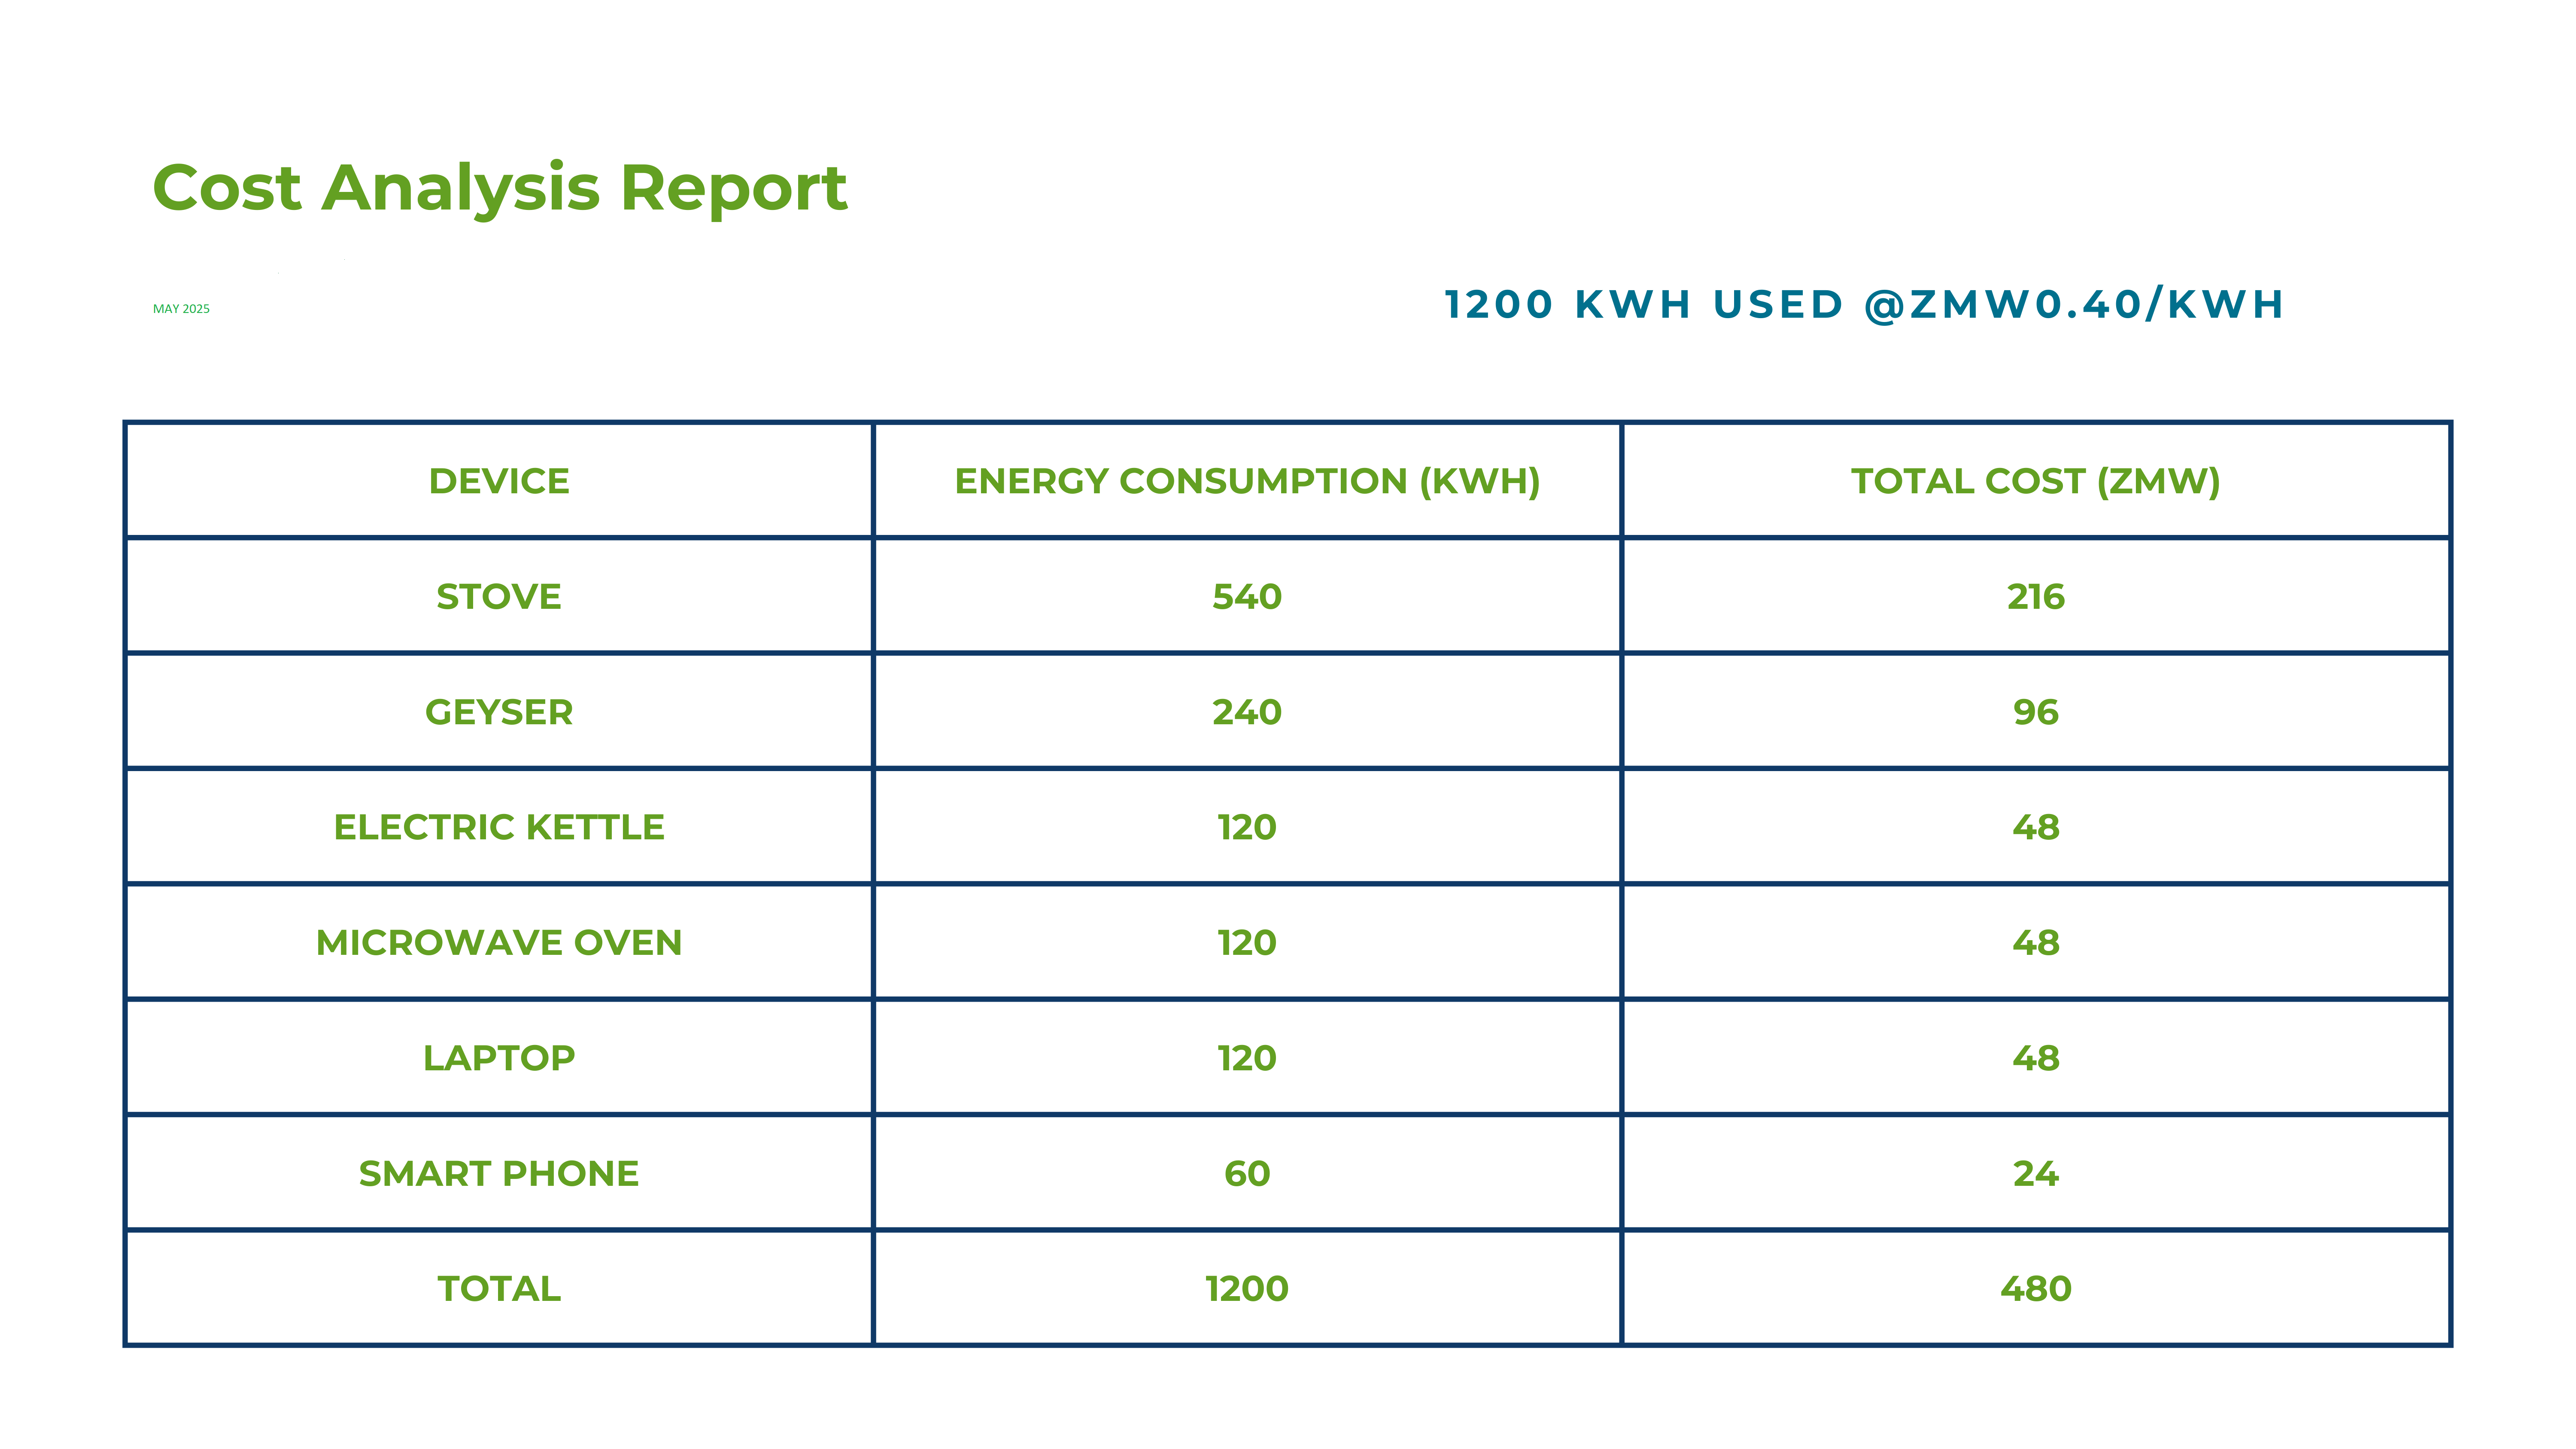 Cost Analysis Report
MAY 2025
1200 KWH USED @ZMW0.40/KWH
DEVICE ENERGY CONSUMPTION (KWH) TOTAL COST (ZMW)
STOVE 540 216
GEYSER 240 96
ELECTRIC KETTLE 120 48
MICROWAVE OVEN 120 48
LAPTOP 120 48
SMART PHONE 60 24
TOTAL 1200 480